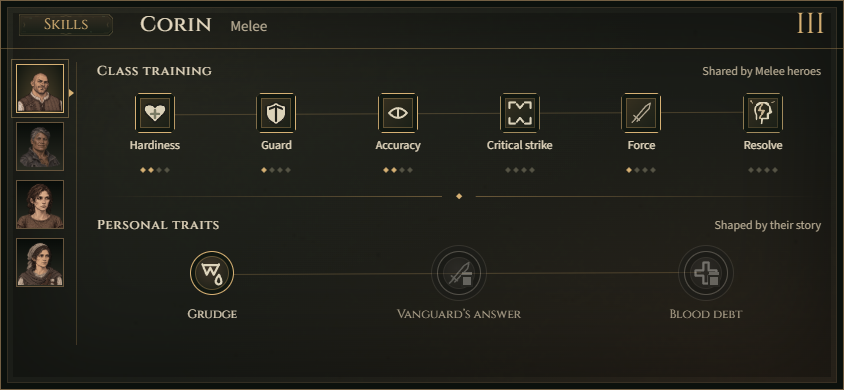 Skills
Corin Melee
III
Class training
Shared by Melee heroes
Hardiness Guard Accuracy Critical strike Force Resolve
Personal traits
Shaped by their story
Grudge Vanguard's answer Blood debt